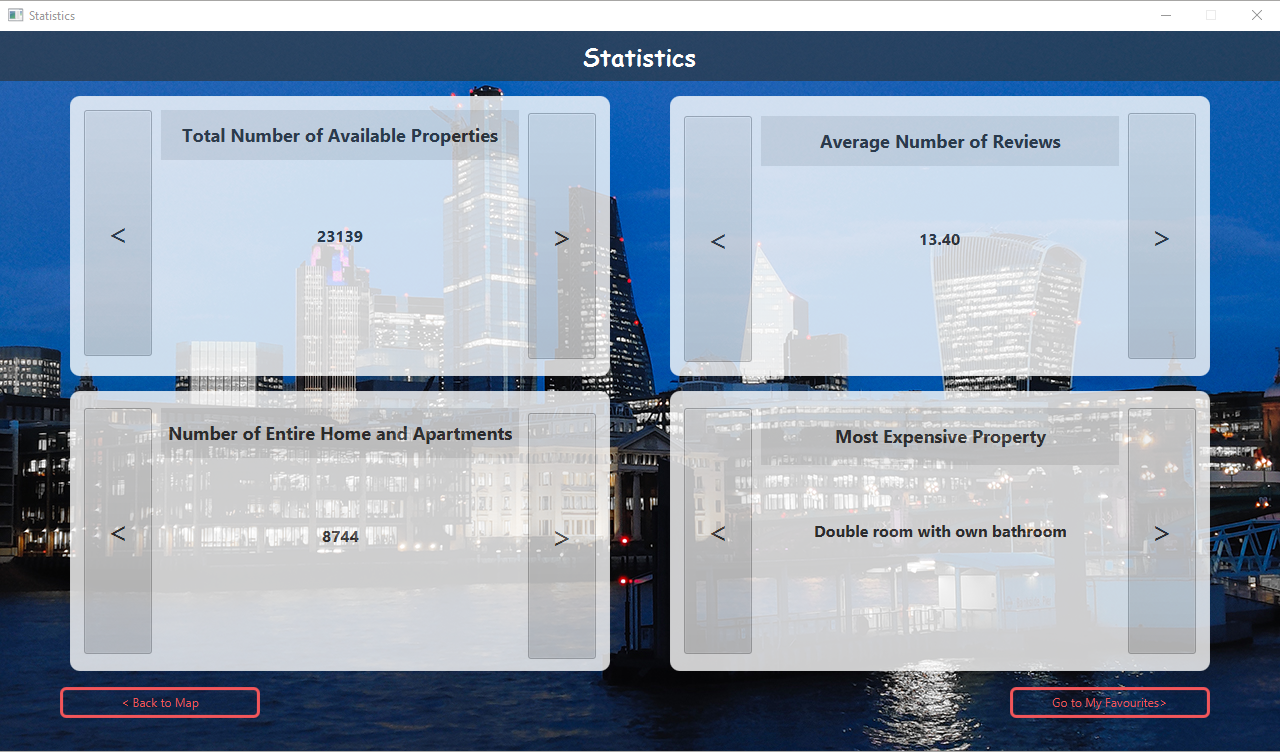 Statistics
Statistics
Total Number of Available Properties
<
23139
>
Average Number of Reviews
<
13.40
>
Number of Entire Home and Apartments
<
8744
>
Most Expensive Property
<
Double room with own bathroom
>
< Back to Map
Go to My Favourites>